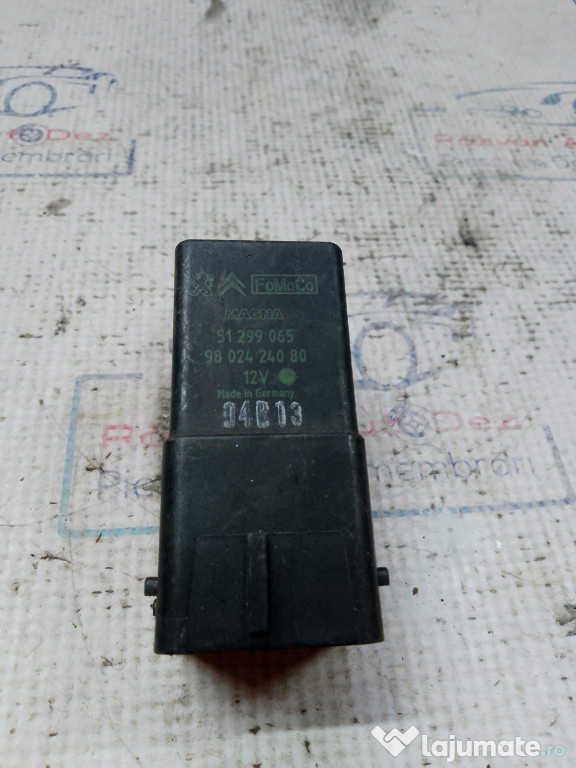 FoMoCo
MAGNA
51 299 065
98 024 240 80
12V
Made in Germany
04B13
lajumate.ro